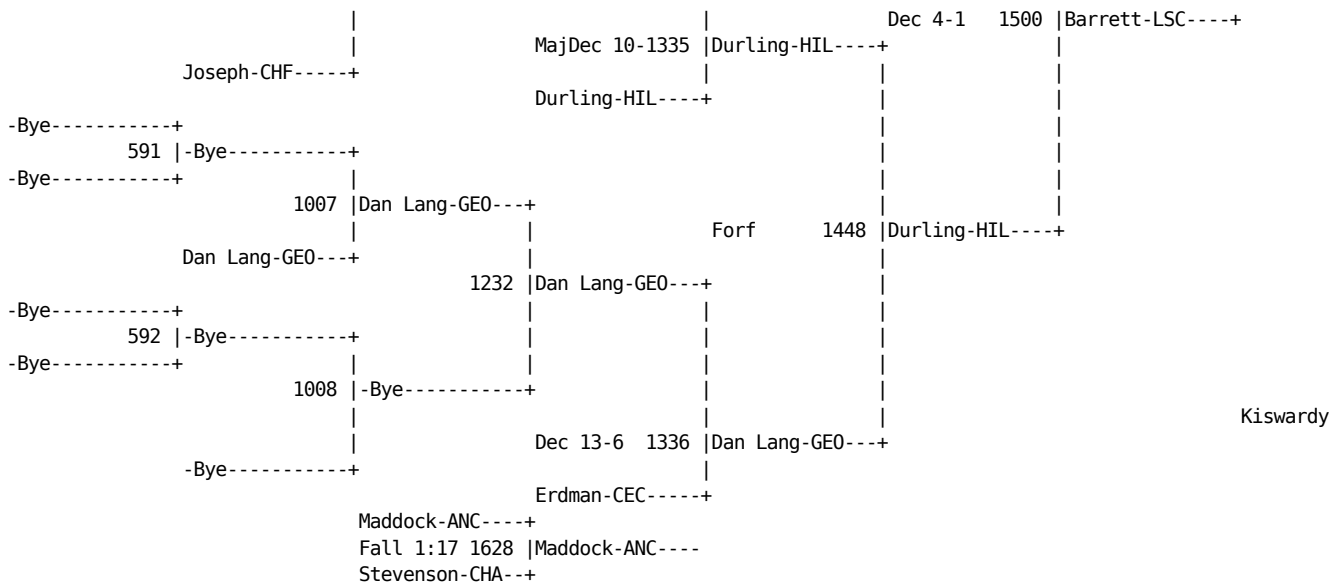 |                                       |                    Dec 4-1   1500 |Barrett-LSC----+
                                                    |                    MajDec 10-1335 |Durling-HIL----+                   |
                    Joseph-CHF-----+                                       |                   |                   |
                                                            Durling-HIL----+                   |                   |
-Bye-----------+                                                                               |                   |
           591 |-Bye-----------+                                                               |                   |
-Bye-----------+               |                                                               |                   |
                          1007 |Dan Lang-GEO---+                                               |                   |
                               |               |                    Forf      1448 |Durling-HIL----+
                Dan Lang-GEO---+               |                                       |
                                          1232 |Dan Lang-GEO---+                       |
-Bye-----------+                               |               |                       |
           592 |-Bye-----------+               |               |                       |
-Bye-----------+               |               |               |                       |
                          1008 |-Bye-----------+               |                       |
                               |                               |                       |                                Kiswardy
                               |                Dec 13-6  1336 |Dan Lang-GEO---+
                -Bye-----------+                               |
                                                Erdman-CEC-----+
                                Maddock-ANC----+
                                Fall 1:17 1628 |Maddock-ANC----
                                Stevenson-CHA--+